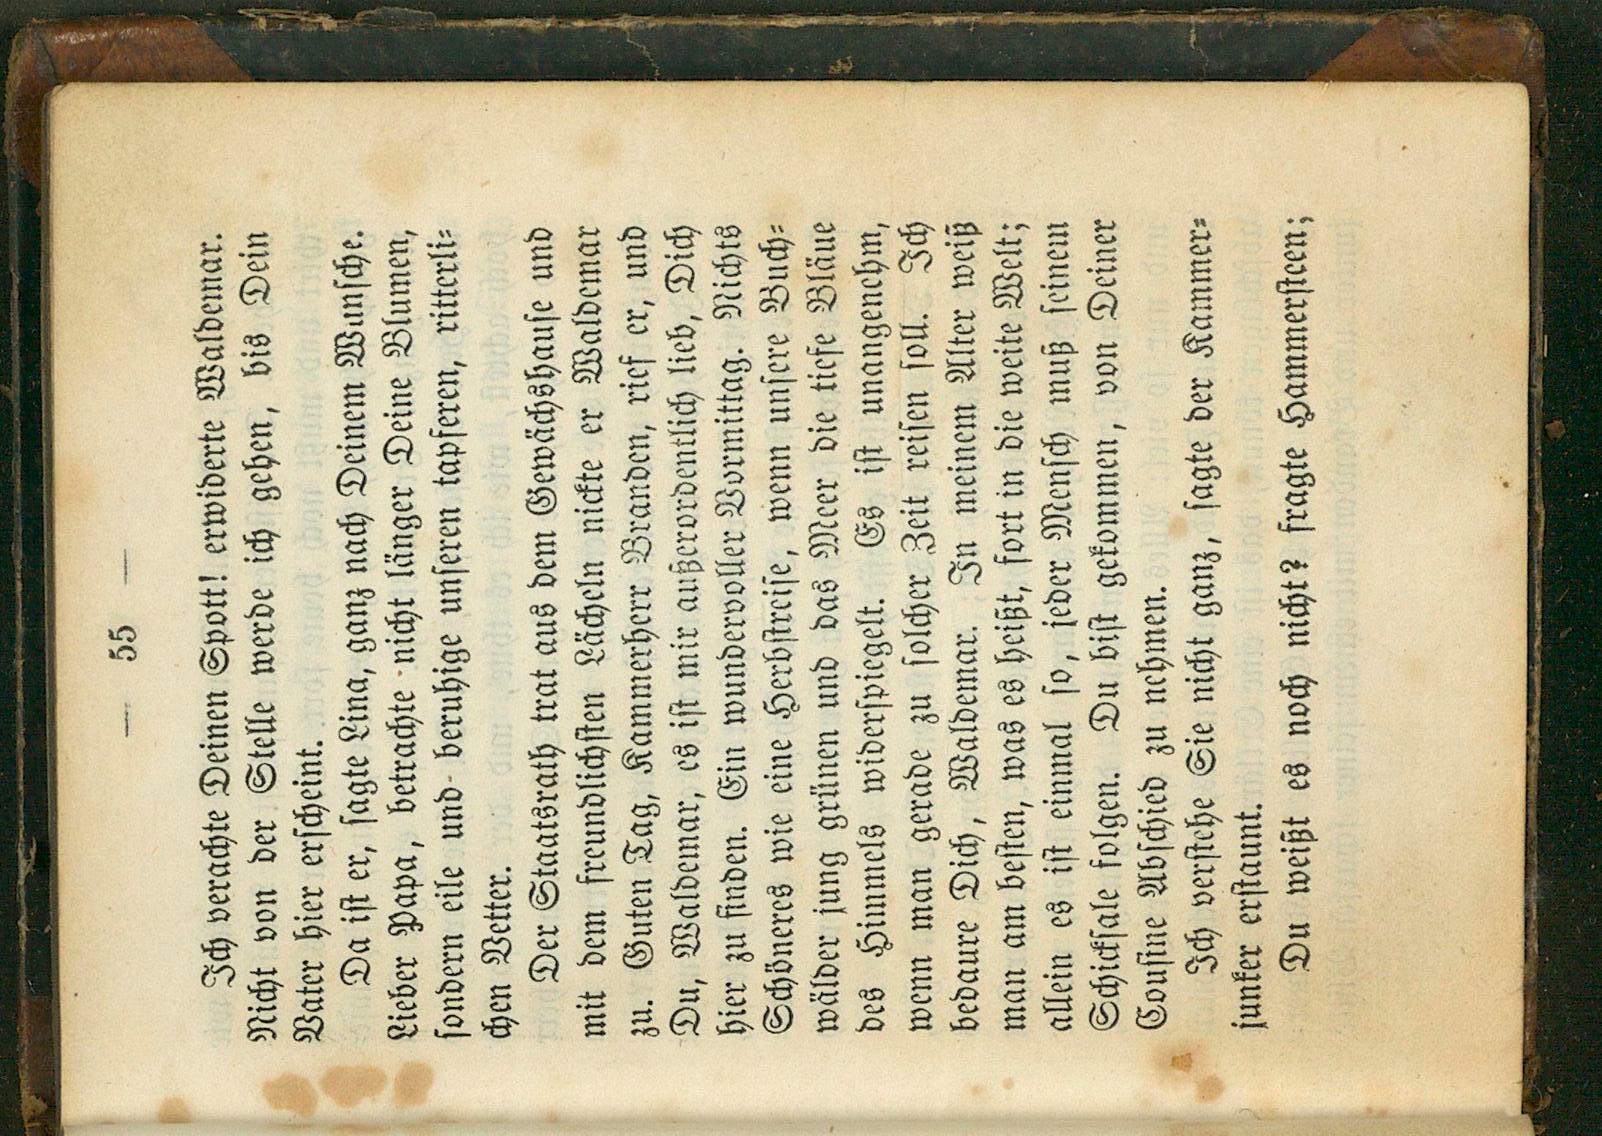 — 55 —
Ich verachte Deinen Spott! erwiderte Waldemar.
Nicht von der Stelle werde ich gehen, bis Dein
Vater hier erscheint.
Da ist er, sagte Lina, ganz nach Deinem Wunsche.
Lieber Papa, betrachte nicht länger Deine Blumen,
sondern eile und beruhige unseren tapferen, ritterli-
chen Vetter.
Der Staatsrath trat aus dem Gewächshause und
mit dem freundlichsten Lächeln nickte er Waldemar
zu. Guten Tag, Kammerherr Branden, rief er, und
Du, Waldemar, es ist mir außerordentlich lieb, Dich
hier zu finden. Ein wundervoller Vormittag. Nichts
Schöneres wie eine Herbstreise, wenn unsere Buch-
wälder jung grünen und das Meer die tiefe Bläue
des Himmels widerspiegelt. Es ist unangenehm,
wenn man gerade zu solcher Zeit reisen soll. Ich
bedaure Dich, Waldemar. In meinem Alter weiß
man am besten, was es heißt, fort in die weite Welt;
allein es ist einmal so, jeder Mensch muß seinem
Schicksale folgen. Du bist gekommen, von Deiner
Cousine Abschied zu nehmen.
Ich verstehe Sie nicht ganz, sagte der Kammer-
junker erstaunt.
Du weißt es noch nicht? fragte Hammersteen;